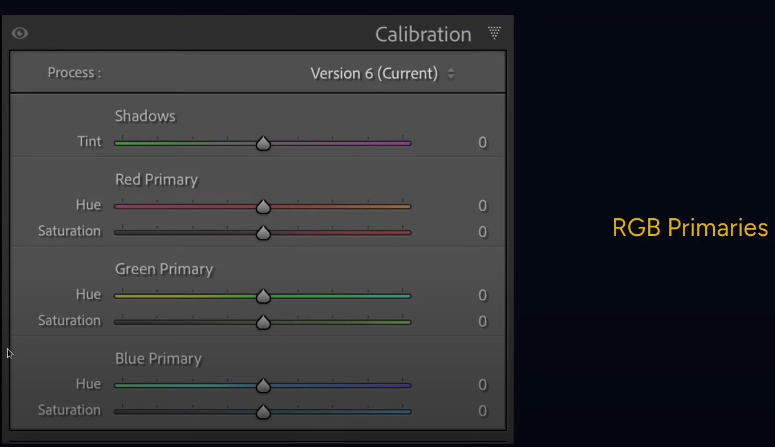 Calibration
Process : Version 6 (Current)
Shadows
Tint 0
Red Primary
Hue 0
Saturation 0
Green Primary
Hue 0
Saturation 0
Blue Primary
Hue 0
Saturation 0
RGB Primaries